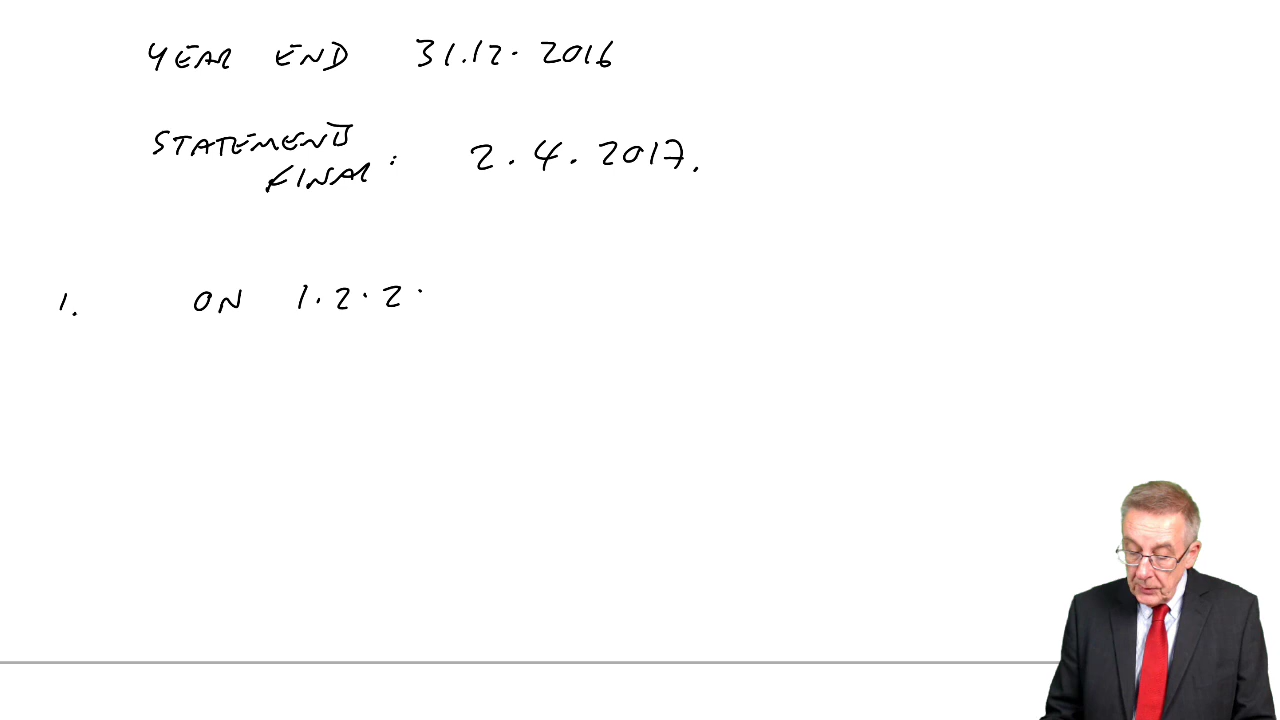 YEAR END 31.12.2016
STATEMENTS
FINAL : 2.4.2017.
1. ON 1.2.2.